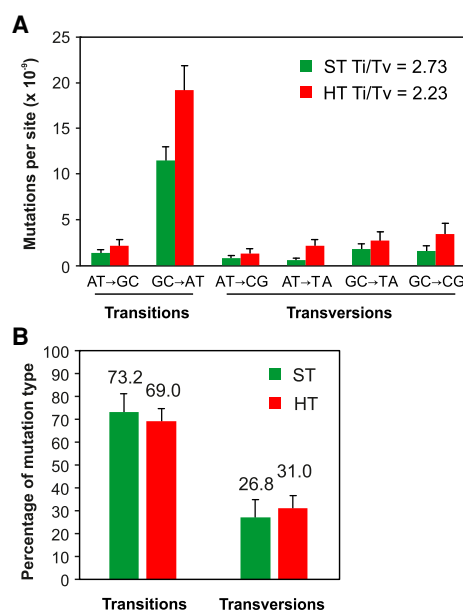 A
Mutations per site (x 10⁻⁹)
25
20
15
10
5
0
ST Ti/Tv = 2.73
HT Ti/Tv = 2.23
AT→GC GC→AT AT→CG AT→TA GC→TA GC→CG
Transitions Transversions
B
Percentage of mutation type
100
90
80
70
60
50
40
30
20
10
0
ST
HT
73.2
69.0
26.8
31.0
Transitions Transversions